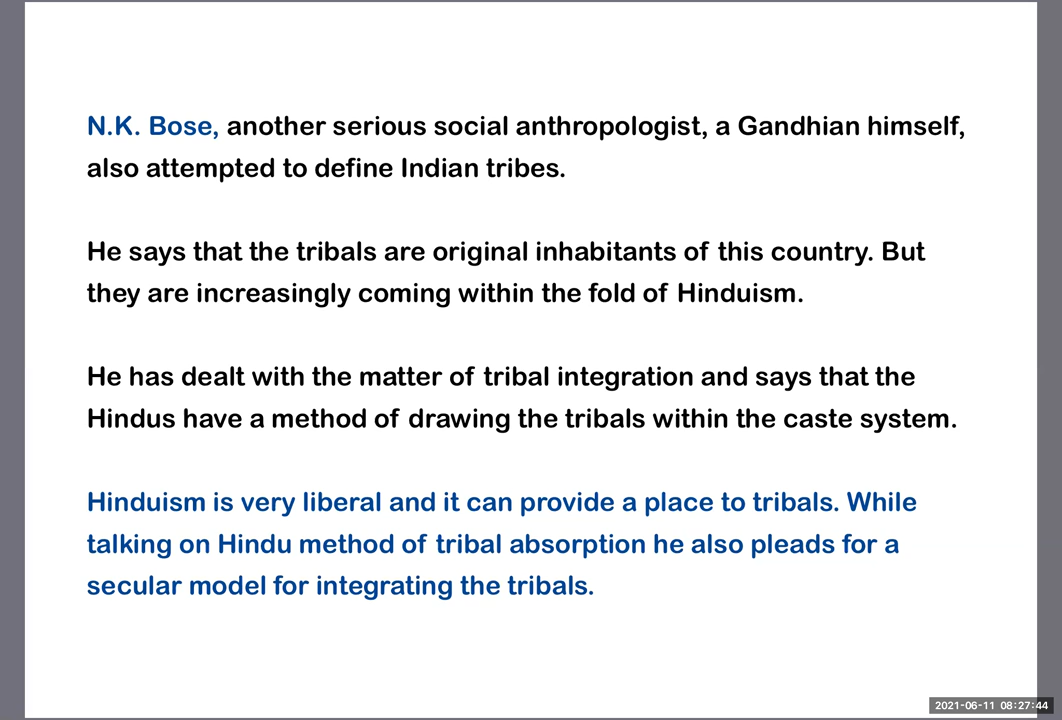 N.K. Bose, another serious social anthropologist, a Gandhian himself,
also attempted to define Indian tribes.
He says that the tribals are original inhabitants of this country. But
they are increasingly coming within the fold of Hinduism.
He has dealt with the matter of tribal integration and says that the
Hindus have a method of drawing the tribals within the caste system.
Hinduism is very liberal and it can provide a place to tribals. While
talking on Hindu method of tribal absorption he also pleads for a
secular model for integrating the tribals.
2021-06-11 08:27:44